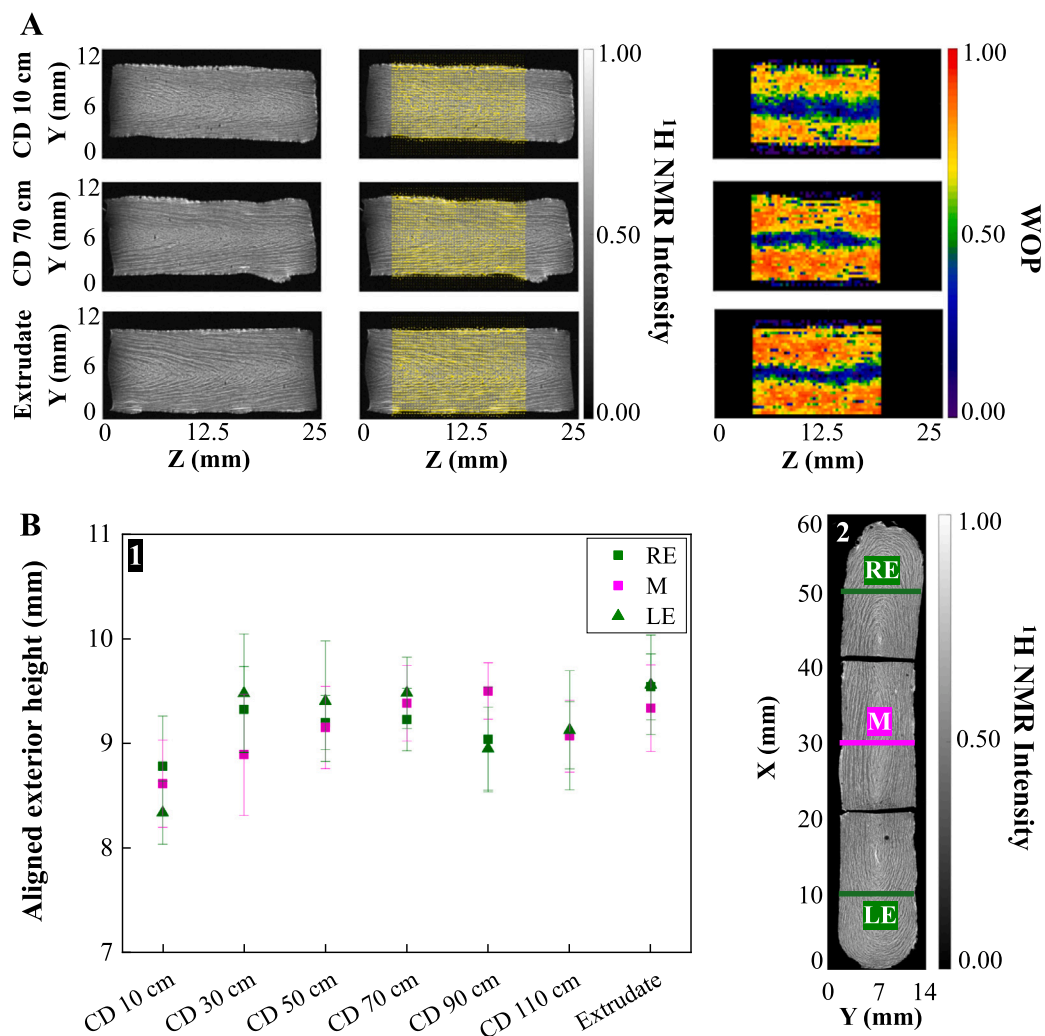 A
CD 10 cm
Y (mm)
12
6
0
CD 70 cm
Y (mm)
12
6
0
Extrudate
Y (mm)
12
6
0
0 12.5 25
Z (mm)
0 12.5 25
Z (mm)
1.00
0.50
0.00
¹H NMR Intensity
0 12.5 25
Z (mm)
1.00
0.50
0.00
WOP
B
1
Aligned exterior height (mm)
11
10
9
8
7
RE
M
LE
CD 10 cm
CD 30 cm
CD 50 cm
CD 70 cm
CD 90 cm
CD 110 cm
Extrudate
2
X (mm)
60
50
40
30
20
10
0
RE
M
LE
0 7 14
Y (mm)
1.00
0.50
0.00
¹H NMR Intensity